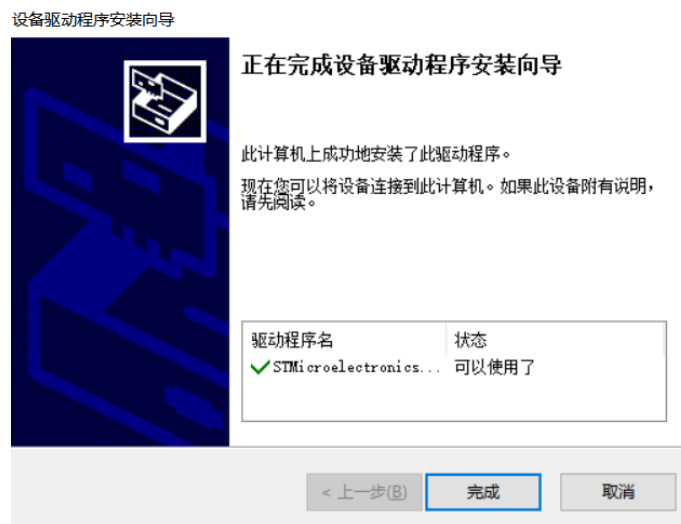 设备驱动程序安装向导
正在完成设备驱动程序安装向导
此计算机上成功地安装了此驱动程序。
现在您可以将设备连接到此计算机。如果此设备附有说明，
请先阅读。
驱动程序名 状态
STMicroelectronics... 可以使用了
< 上一步(B) 完成 取消